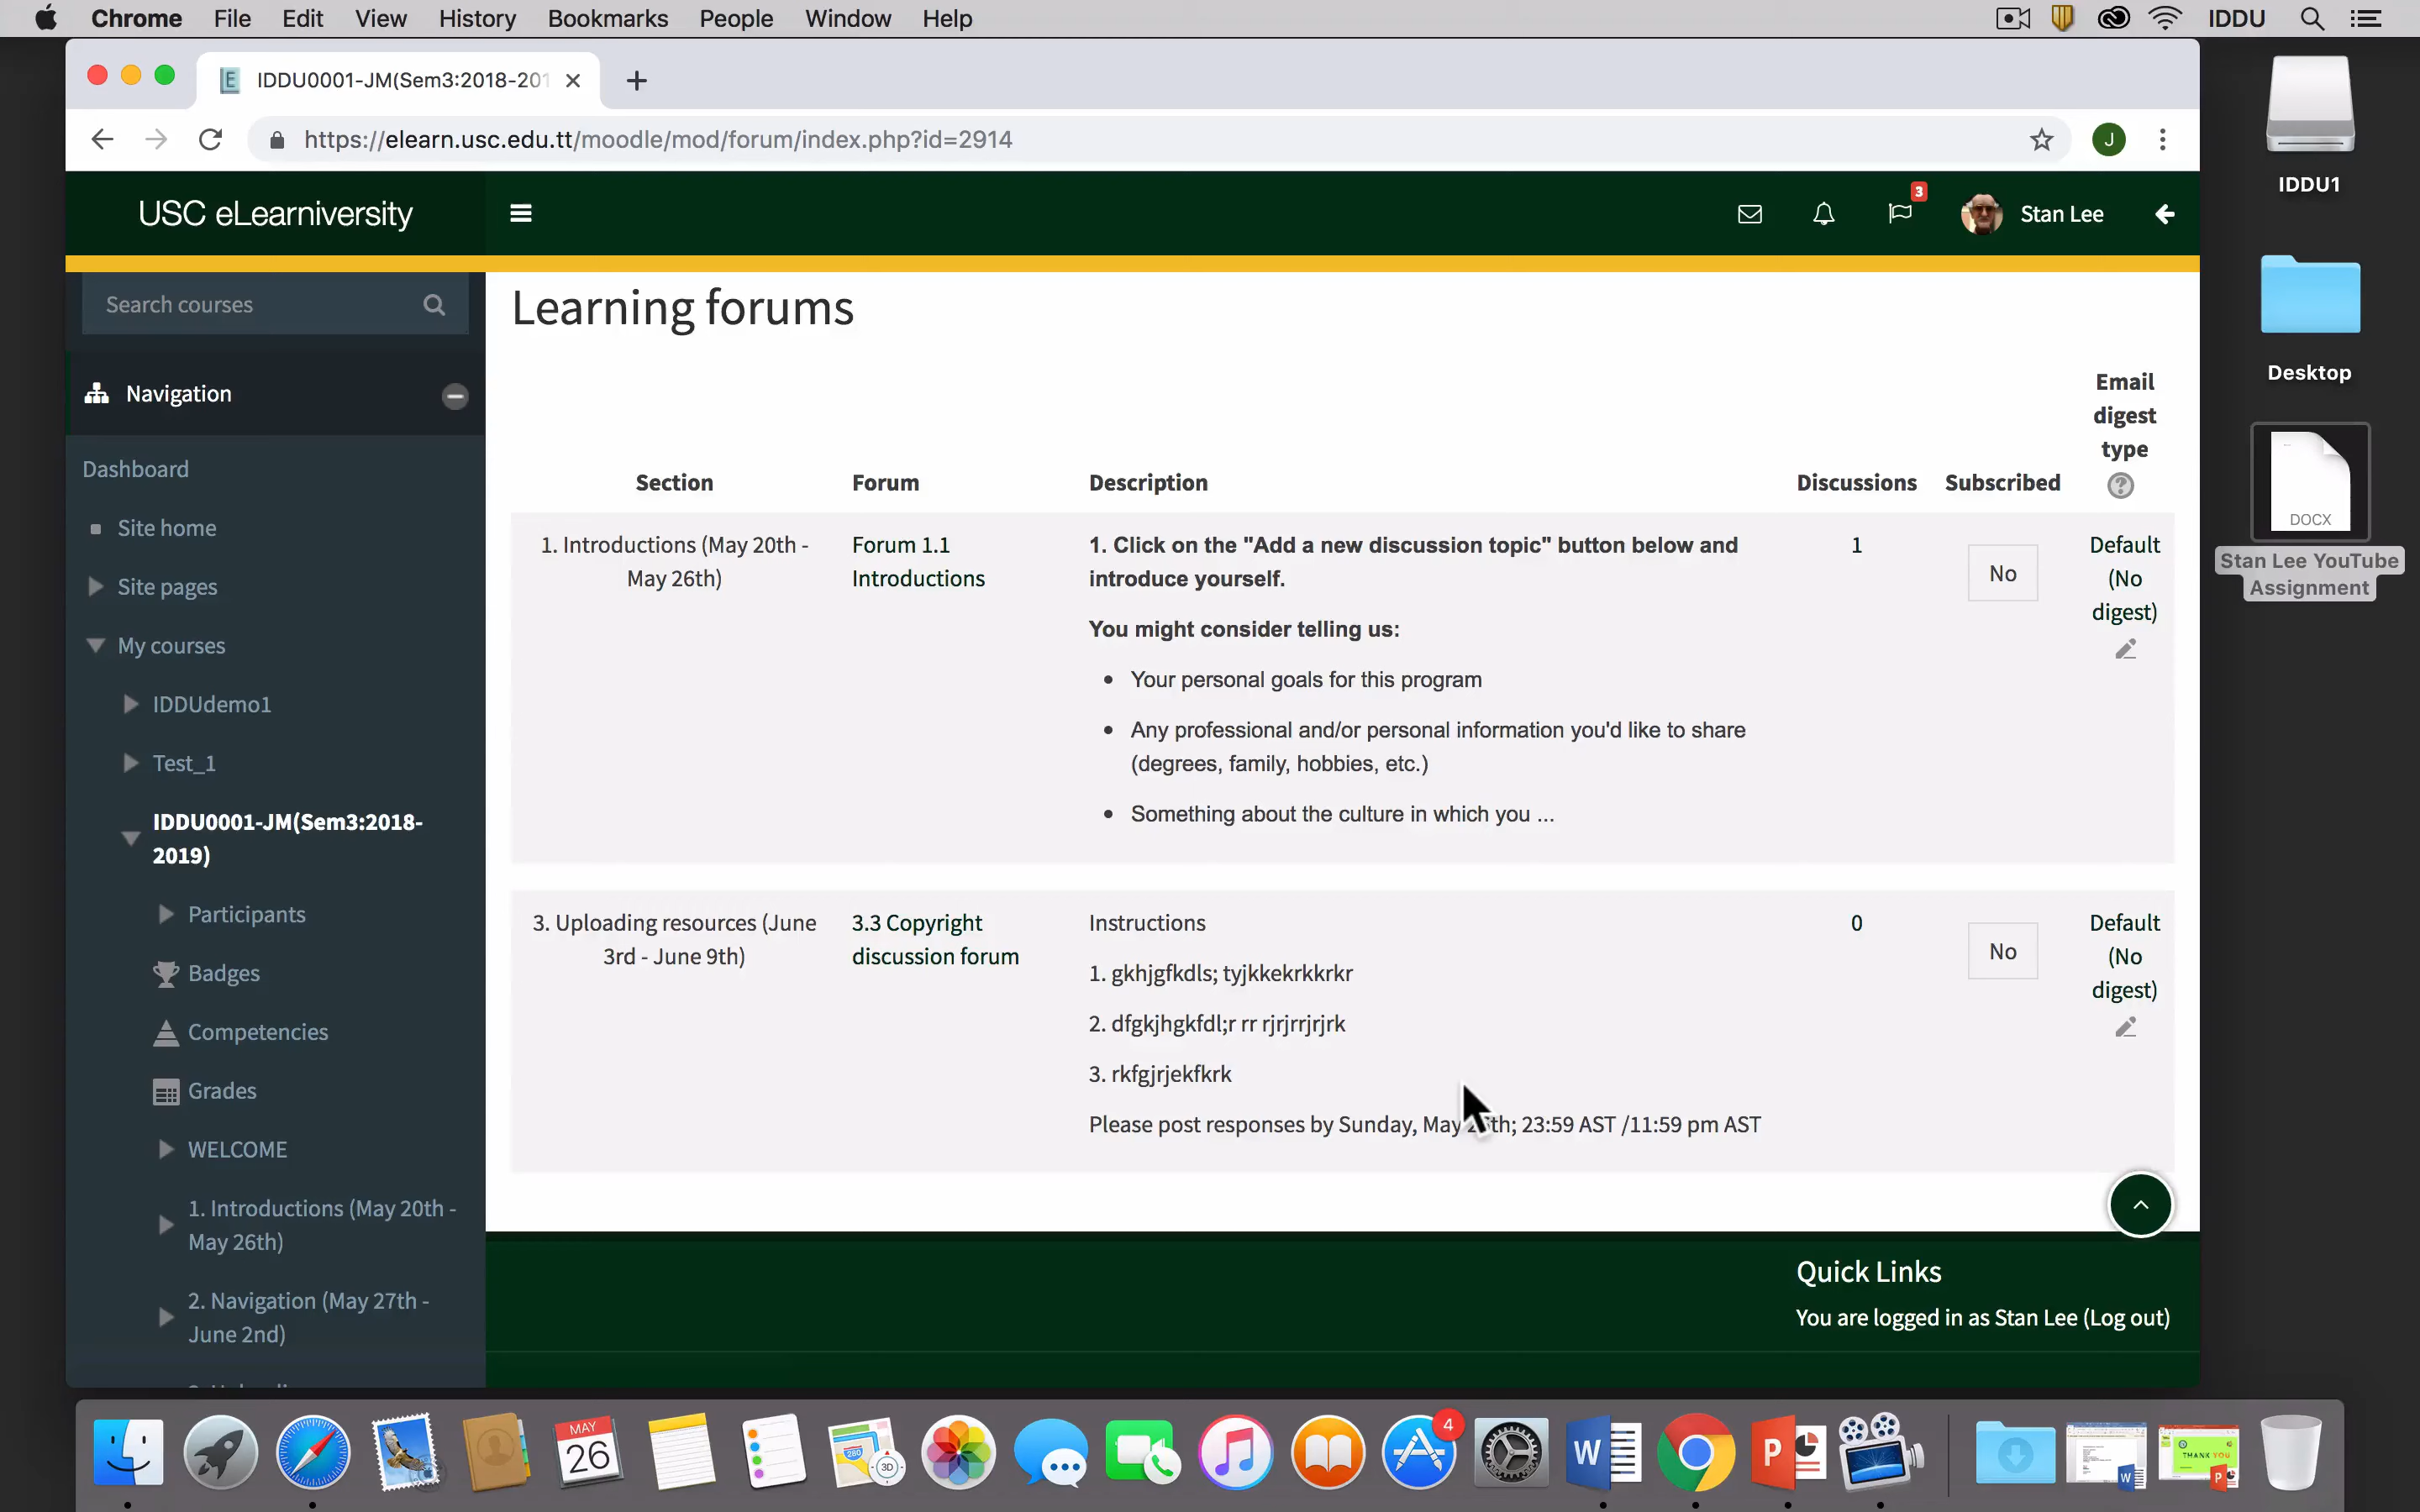 Chrome File Edit View History Bookmarks People Window Help IDDU
IDDU0001-JM(Sem3:2018-201
https://elearn.usc.edu.tt/moodle/mod/forum/index.php?id=2914
J
USC eLearniversity
3
Stan Lee
Search courses
Navigation
Dashboard
Site home
Site pages
My courses
IDDUdemo1
Test_1
IDDU0001-JM(Sem3:2018-
2019)
Participants
Badges
Competencies
Grades
WELCOME
1. Introductions (May 20th -
May 26th)
2. Navigation (May 27th -
June 2nd)
Learning forums
Section Forum Description Discussions Subscribed
Email
digest
type
1. Introductions (May 20th -
May 26th)
Forum 1.1
Introductions
1. Click on the "Add a new discussion topic" button below and
introduce yourself.
You might consider telling us:
Your personal goals for this program
Any professional and/or personal information you'd like to share
(degrees, family, hobbies, etc.)
Something about the culture in which you ...
1
No
Default
(No
digest)
3. Uploading resources (June
3rd - June 9th)
3.3 Copyright
discussion forum
Instructions
1. gkhjgfkdls; tyjkkekrkkrkr
2. dfgkjhgkfdl;r rr rjrjrrjrjrk
3. rkfgjrjekfkrk
Please post responses by Sunday, May th; 23:59 AST /11:59 pm AST
0
No
Default
(No
digest)
Quick Links
You are logged in as Stan Lee (Log out)
IDDU1
Desktop
DOCX
Stan Lee YouTube
Assignment
MAY
26
280
3D
4
W
P
W
THANK YOU
P